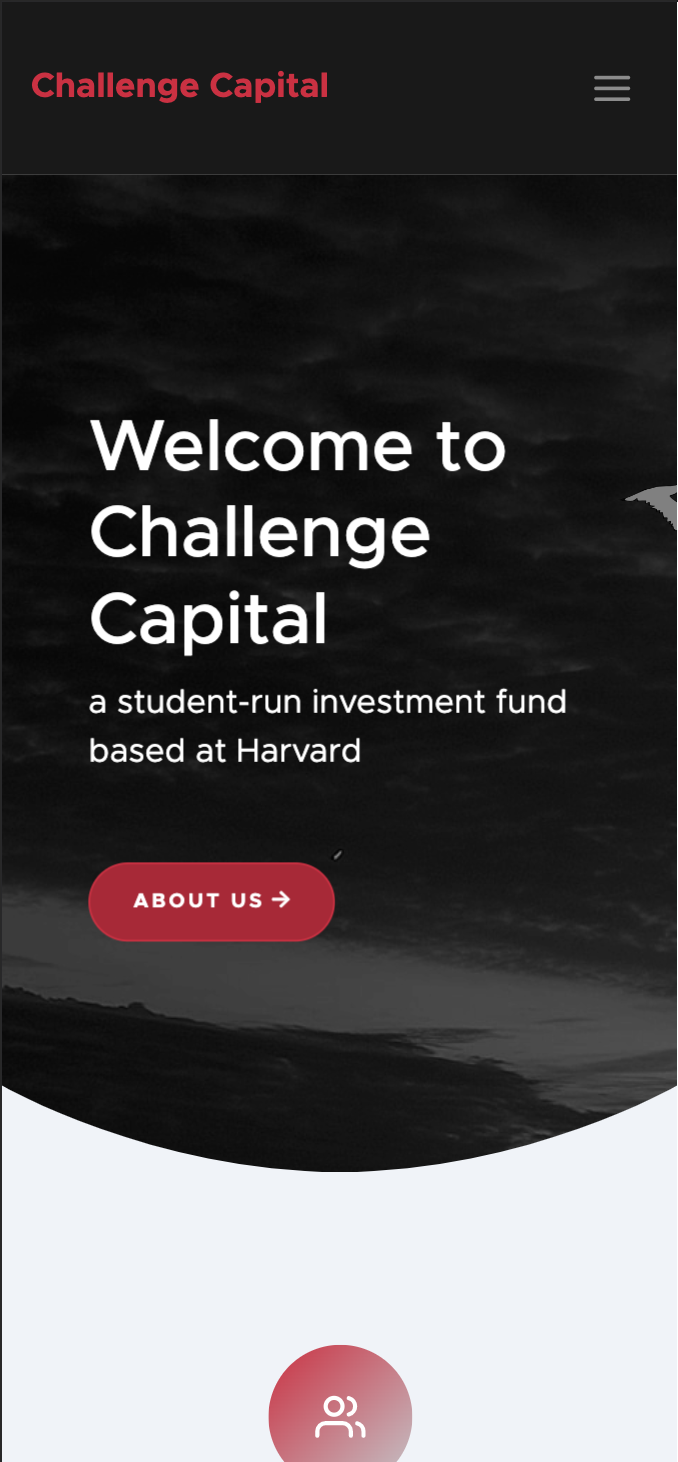 Challenge Capital
Welcome to
Challenge
Capital
a student-run investment fund
based at Harvard
ABOUT US →